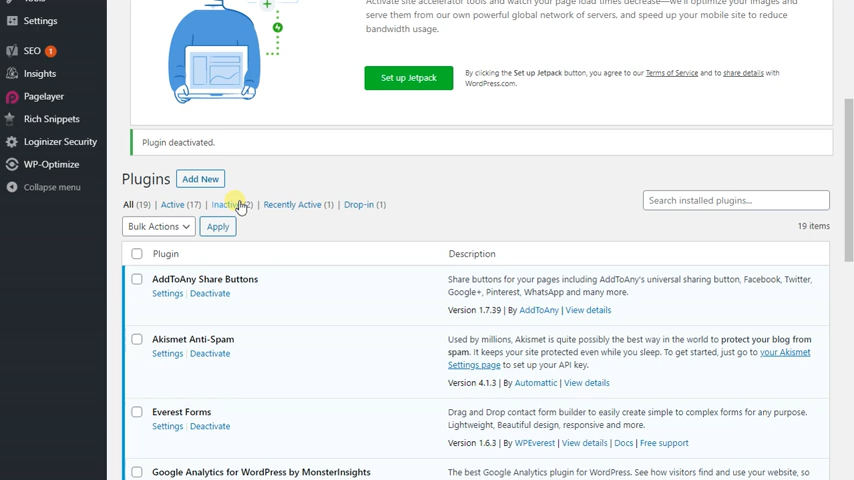 Settings
Activate site accelerator tools and watch your page load times decrease—we'll optimize your images and
serve them from our own powerful global network of servers, and speed up your mobile site to reduce
bandwidth usage.
Set up Jetpack
By clicking the Set up Jetpack button, you agree to our Terms of Service and to share details with
WordPress.com.
SEO 1
Insights
Pagelayer
Rich Snippets
Loginizer Security
WP-Optimize
Collapse menu
Plugin deactivated.
Plugins Add New
All (19) | Active (17) | Inactive (2) | Recently Active (1) | Drop-in (1)
Search installed plugins...
Bulk Actions Apply
19 items
Plugin Description
AddToAny Share Buttons
Settings | Deactivate
Share buttons for your pages including AddToAny's universal sharing button, Facebook, Twitter,
Google+, Pinterest, WhatsApp and many more.
Version 1.7.39 | By AddToAny | View details
Akismet Anti-Spam
Settings | Deactivate
Used by millions, Akismet is quite possibly the best way in the world to protect your blog from
spam. It keeps your site protected even while you sleep. To get started, just go to your Akismet
Settings page to set up your API key.
Version 4.1.3 | By Automattic | View details
Everest Forms
Settings | Deactivate
Drag and Drop contact form builder to easily create simple to complex forms for any purpose.
Lightweight, Beautiful design, responsive and more.
Version 1.6.3 | By WPEverest | View details | Docs | Free support
Google Analytics for WordPress by MonsterInsights
The best Google Analytics plugin for WordPress. See how visitors find and use your website, so